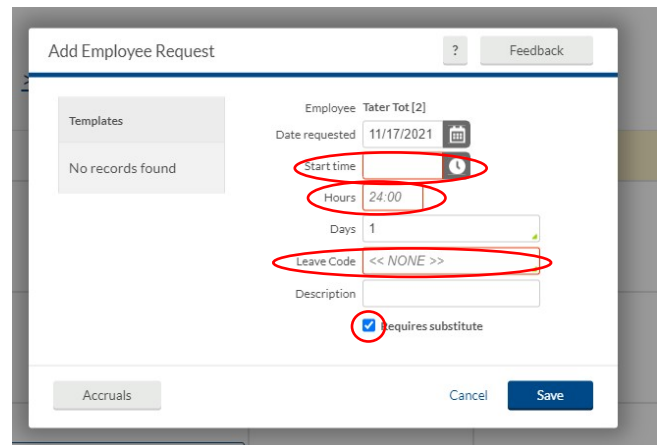 Add Employee Request ? Feedback
Templates
No records found
Employee Tater Tot [2]
Date requested 11/17/2021
Start time
Hours 24:00
Days 1
Leave Code << NONE >>
Description
Requires substitute
Accruals Cancel Save